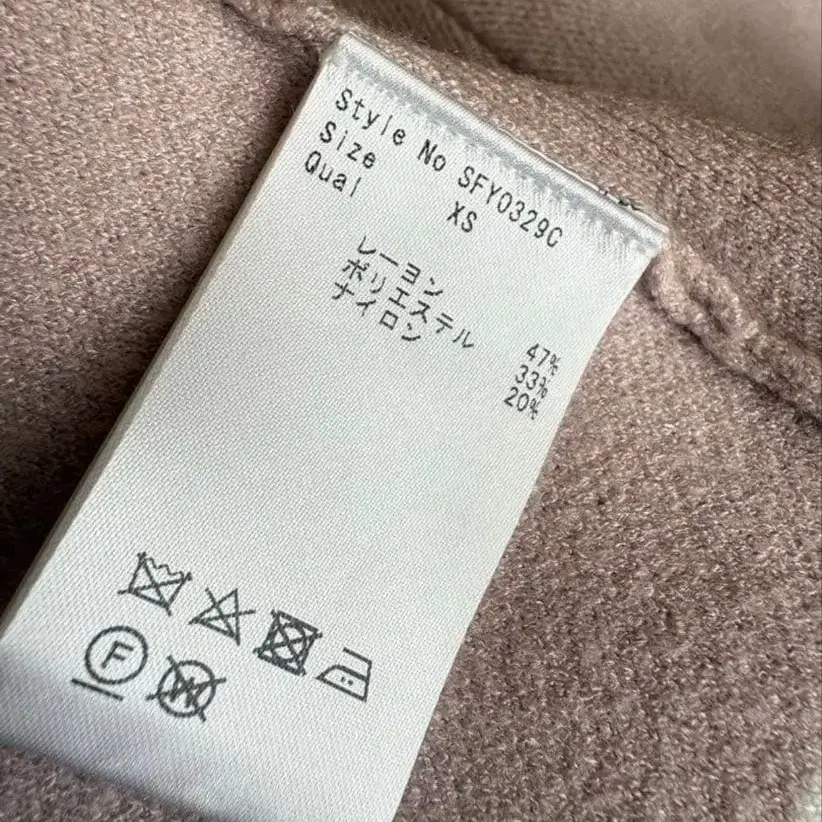 Style No SFY0329C
Size XS
Qual
レーヨン 47%
ポリエステル 33%
ナイロン 20%
F
W